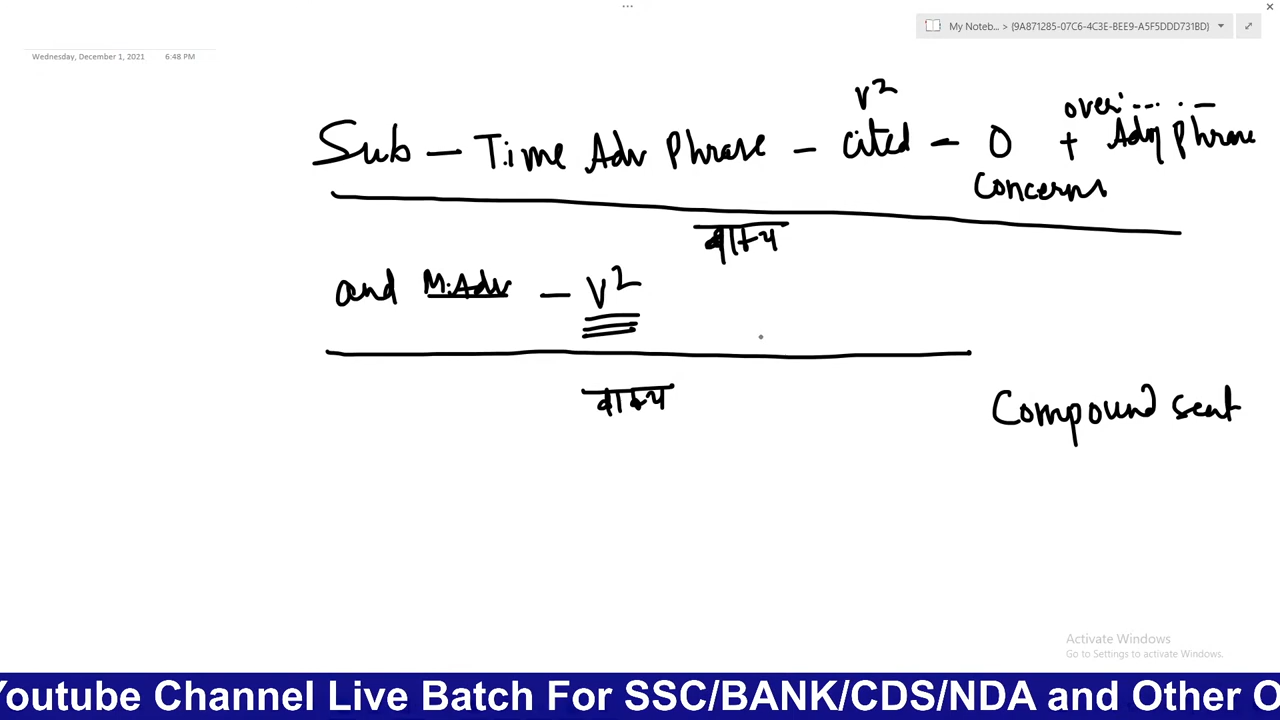 My Noteb... > {9A871285-07C6-4C3E-BEE9-A5F5DDD731BD}
Wednesday, December 1, 2021 6:48 PM
V2
over ....
Sub – Time Adv Phrase – cited – O + Adj Phrase
Concerns
वाक्य
and M.Adv – V2
वाक्य
Compound sent
Activate Windows
Go to Settings to activate Windows.
Youtube Channel Live Batch For SSC/BANK/CDS/NDA and Other O